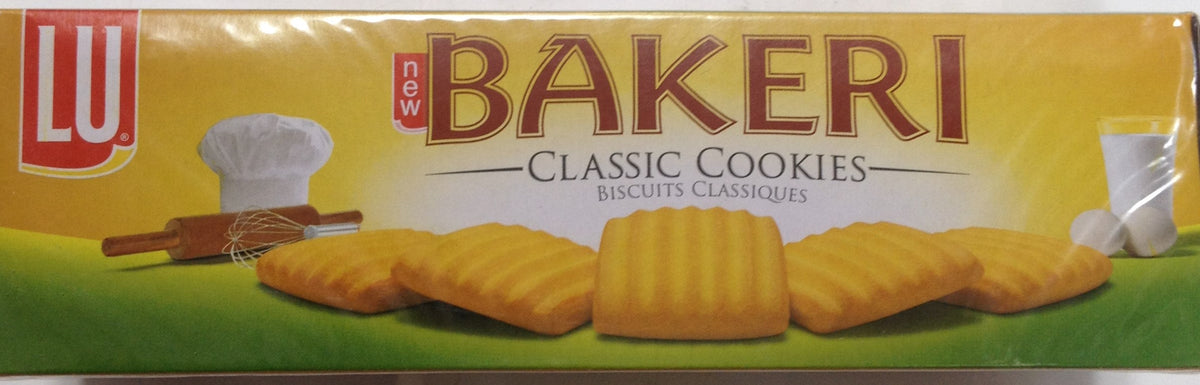 LU®
new
BAKERI
CLASSIC COOKIES
BISCUITS CLASSIQUES